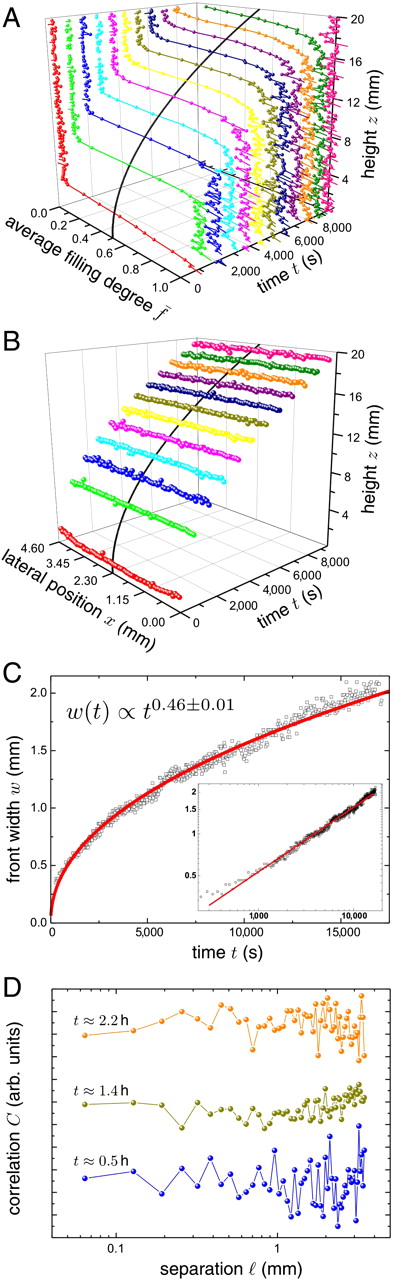 A
20
16
12
8
4
height z (mm)
0.0
0.2
0.4
0.6
0.8
1.0
average filling degree f̄
0
2,000
4,000
6,000
8,000
time t (s)
B
20
16
12
8
4
height z (mm)
4.60
3.45
2.30
1.15
0.00
lateral position x (mm)
0
2,000
4,000
6,000
8,000
time t (s)
C
w(t) ∝ t^0.46±0.01
2.0
1.5
1.0
0.5
0.0
front width w (mm)
2
1
0.5
1,000 10,000
0 5,000 10,000 15,000
time t (s)
D
t ≈ 2.2 h
t ≈ 1.4 h
t ≈ 0.5 h
correlation C (arb. units)
0.1 1
separation ℓ (mm)